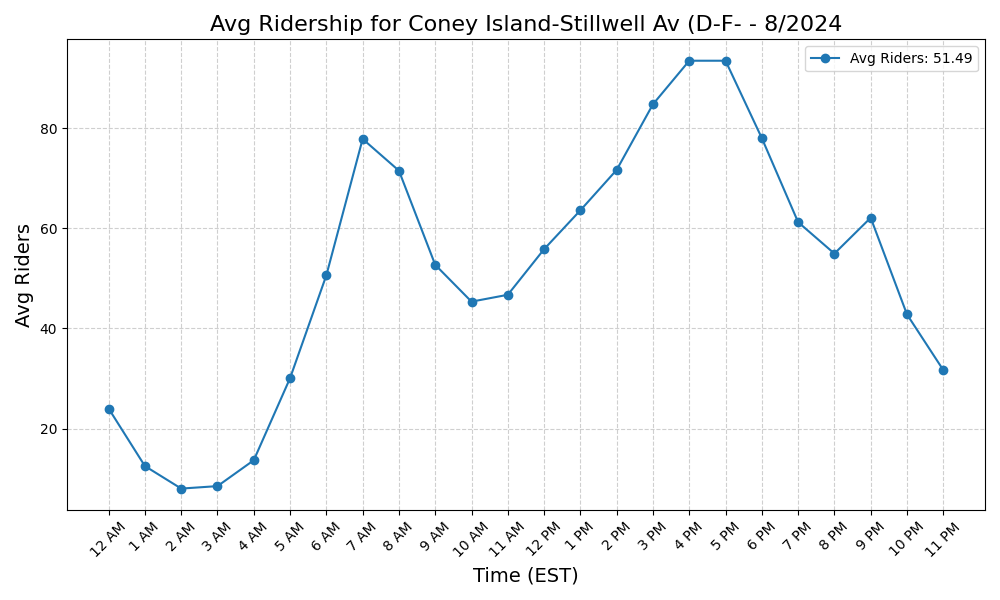 Avg Ridership for Coney Island-Stillwell Av (D-F- - 8/2024
Avg Riders: 51.49
Avg Riders
80
60
40
20
12 AM
1 AM
2 AM
3 AM
4 AM
5 AM
6 AM
7 AM
8 AM
9 AM
10 AM
11 AM
12 PM
1 PM
2 PM
3 PM
4 PM
5 PM
6 PM
7 PM
8 PM
9 PM
10 PM
11 PM
Time (EST)